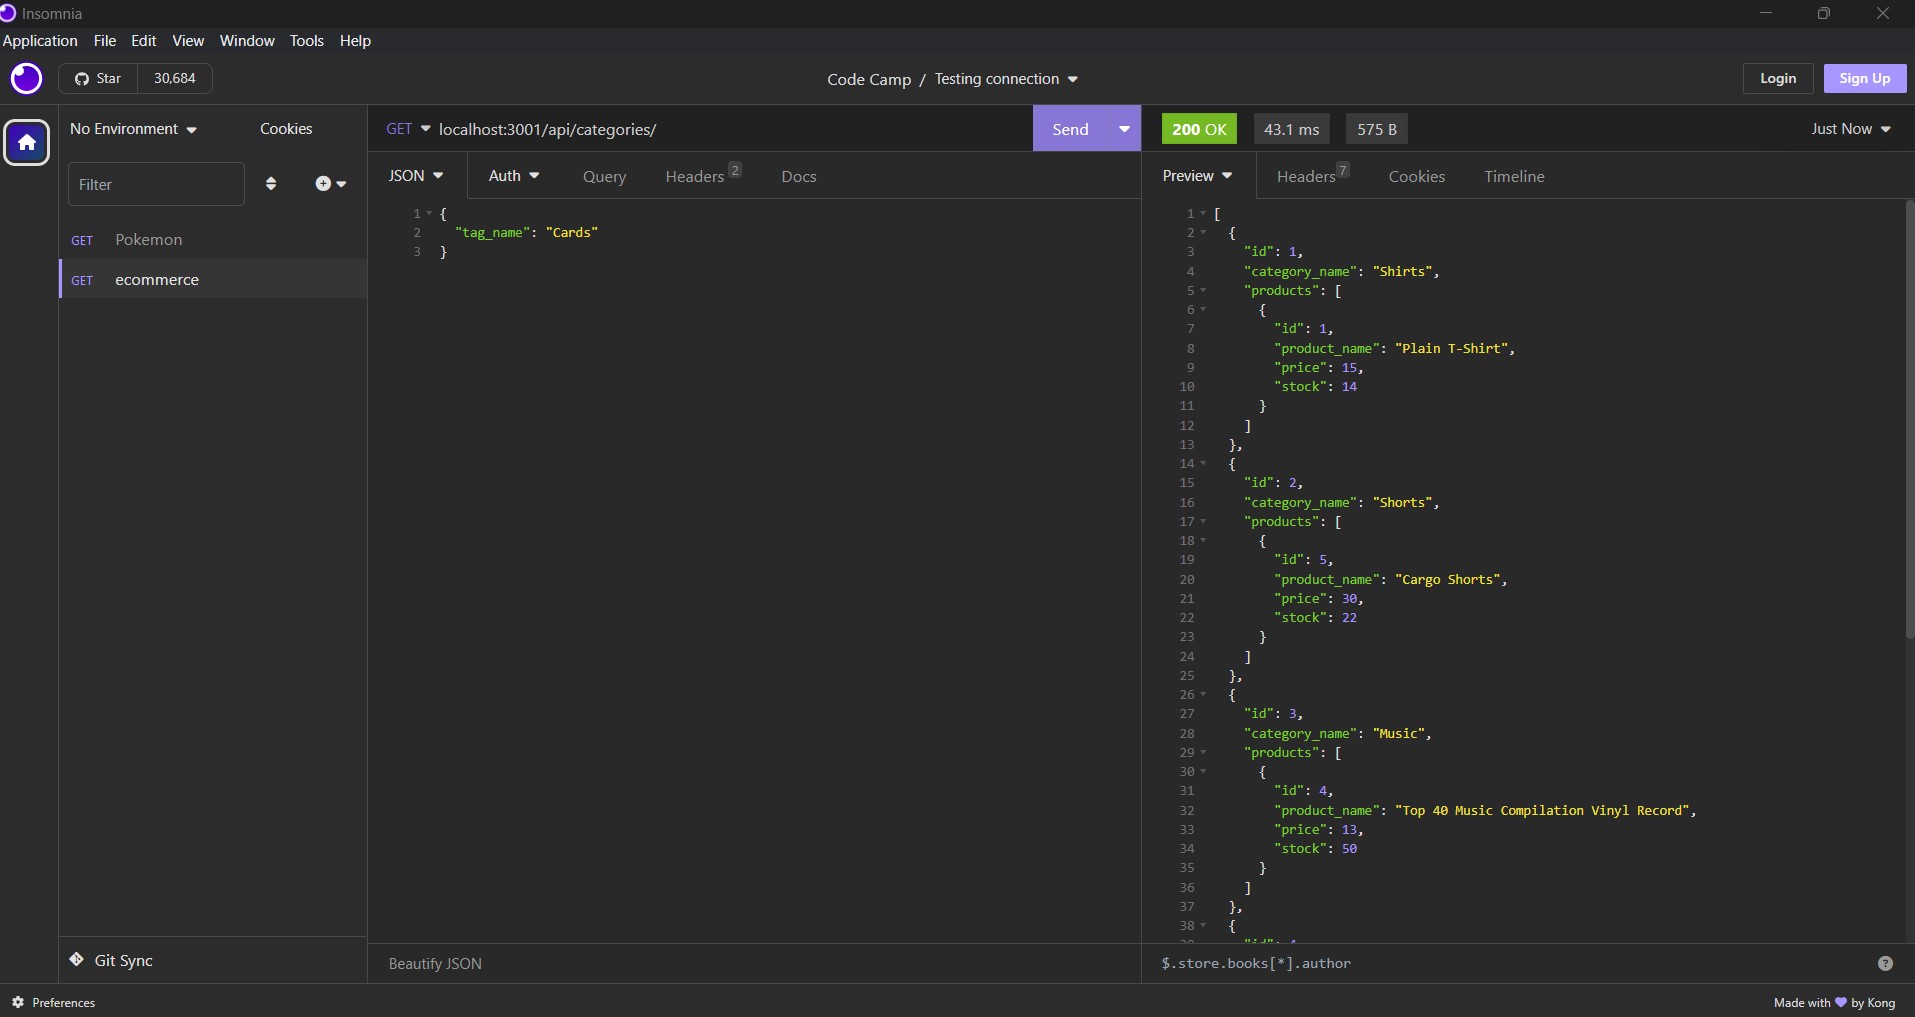 Insomnia
Application File Edit View Window Tools Help
Star 30,684
Code Camp / Testing connection
Login Sign Up
No Environment Cookies
Filter
GET Pokemon
GET ecommerce
Git Sync
GET localhost:3001/api/categories/ Send
JSON Auth Query Headers 2 Docs
1 {
2 "tag_name": "Cards"
3 }
Beautify JSON
200 OK 43.1 ms 575 B Just Now
Preview Headers 7 Cookies Timeline
1 [
2 {
3 "id": 1,
4 "category_name": "Shirts",
5 "products": [
6 {
7 "id": 1,
8 "product_name": "Plain T-Shirt",
9 "price": 15,
10 "stock": 14
11 }
12 ]
13 },
14 {
15 "id": 2,
16 "category_name": "Shorts",
17 "products": [
18 {
19 "id": 5,
20 "product_name": "Cargo Shorts",
21 "price": 30,
22 "stock": 22
23 }
24 ]
25 },
26 {
27 "id": 3,
28 "category_name": "Music",
29 "products": [
30 {
31 "id": 4,
32 "product_name": "Top 40 Music Compilation Vinyl Record",
33 "price": 13,
34 "stock": 50
35 }
36 ]
37 },
38 {
$.store.books[*].author
Preferences
Made with 💜 by Kong